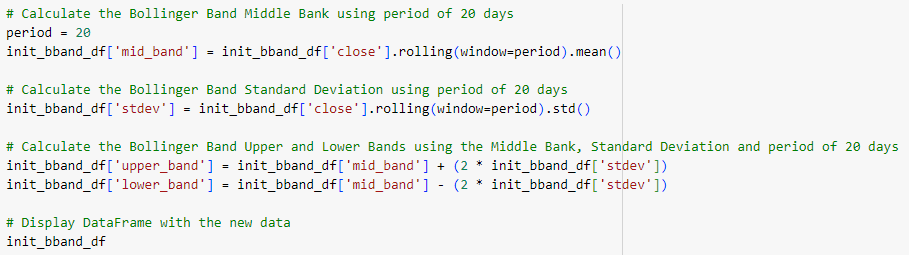 # Calculate the Bollinger Band Middle Bank using period of 20 days
period = 20
init_bband_df['mid_band'] = init_bband_df['close'].rolling(window=period).mean()
# Calculate the Bollinger Band Standard Deviation using period of 20 days
init_bband_df['stdev'] = init_bband_df['close'].rolling(window=period).std()
# Calculate the Bollinger Band Upper and Lower Bands using the Middle Bank, Standard Deviation and period of 20 days
init_bband_df['upper_band'] = init_bband_df['mid_band'] + (2 * init_bband_df['stdev'])
init_bband_df['lower_band'] = init_bband_df['mid_band'] - (2 * init_bband_df['stdev'])
# Display DataFrame with the new data
init_bband_df